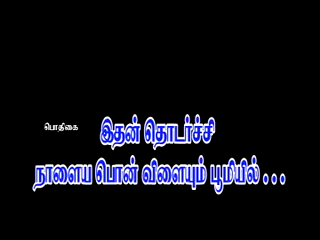 பொதிகை
இதன் தொடர்ச்சி
நாளைய பொன் விளையும் பூமியில் . . .